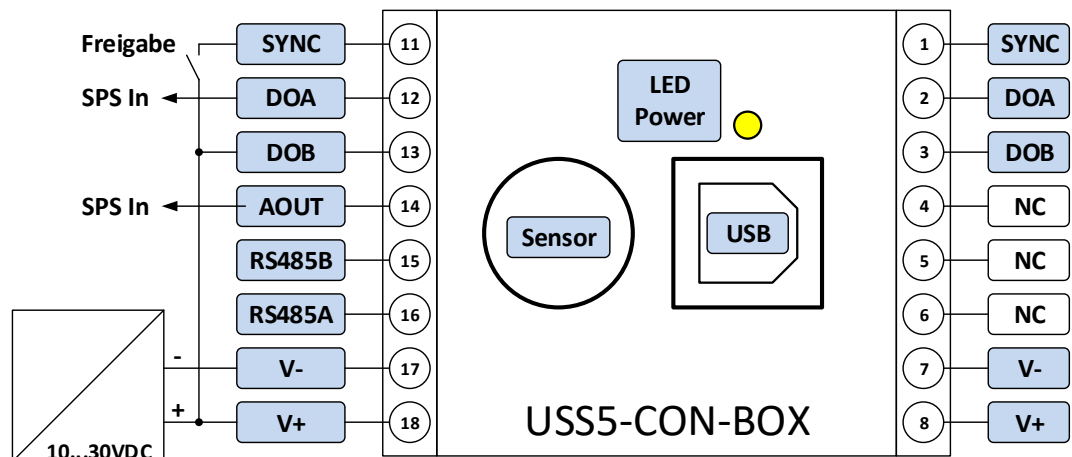 Freigabe SYNC 11 1 SYNC
SPS In DOA 12 LED Power 2 DOA
DOB 13 3 DOB
SPS In AOUT 14 4 NC
RS485B 15 Sensor USB 5 NC
RS485A 16 6 NC
- V- 17 7 V-
+ V+ 18 USS5-CON-BOX 8 V+
10...30VDC